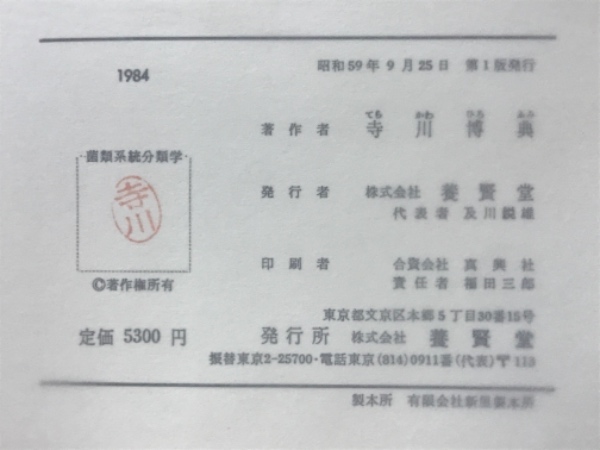 1984
昭和59年9月25日 第1版発行
著作者 寺川博典
てら かわ ひろ
菌類系統分類学
寺川
©著作権所有
定価 5300 円
発行者 株式会社 養賢堂
代表者 及川鋭雄
印刷者 合資会社 真興社
責任者 福田三郎
東京都文京区本郷5丁目30番15号
発行所 株式会社 養賢堂
振替東京2-25700・電話東京(814)0911番(代表)〒113
製本所 有限会社新里製本所